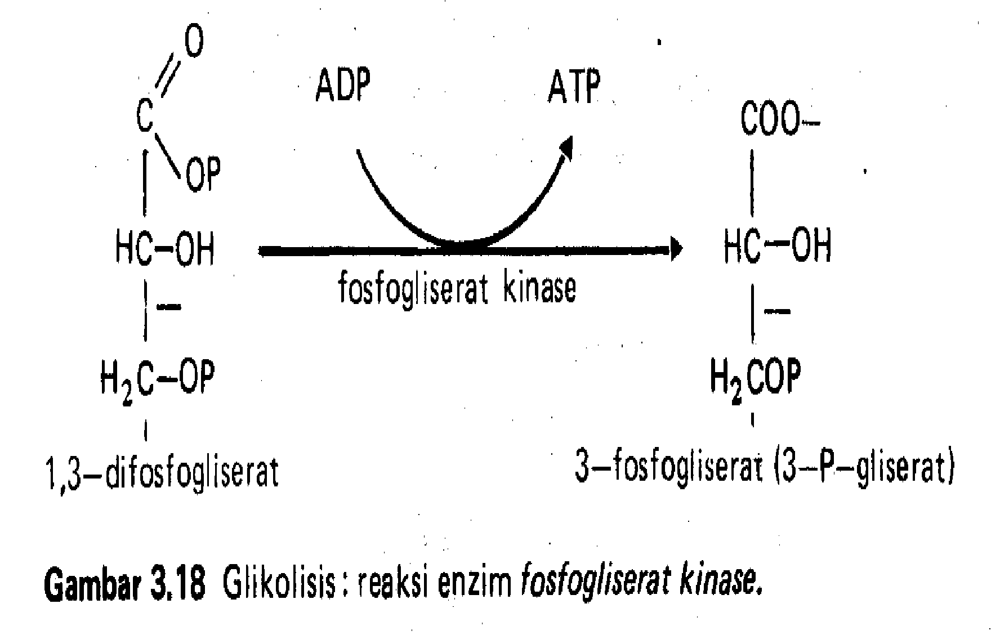 O
ADP ATP
C COO–
OP
HC–OH HC–OH
fosfogliserat kinase
H₂C–OP H₂COP
1,3–difosfogliserat 3–fosfogliserat (3–P–gliserat)
Gambar 3.18 Glikolisis : reaksi enzim fosfogliserat kinase.